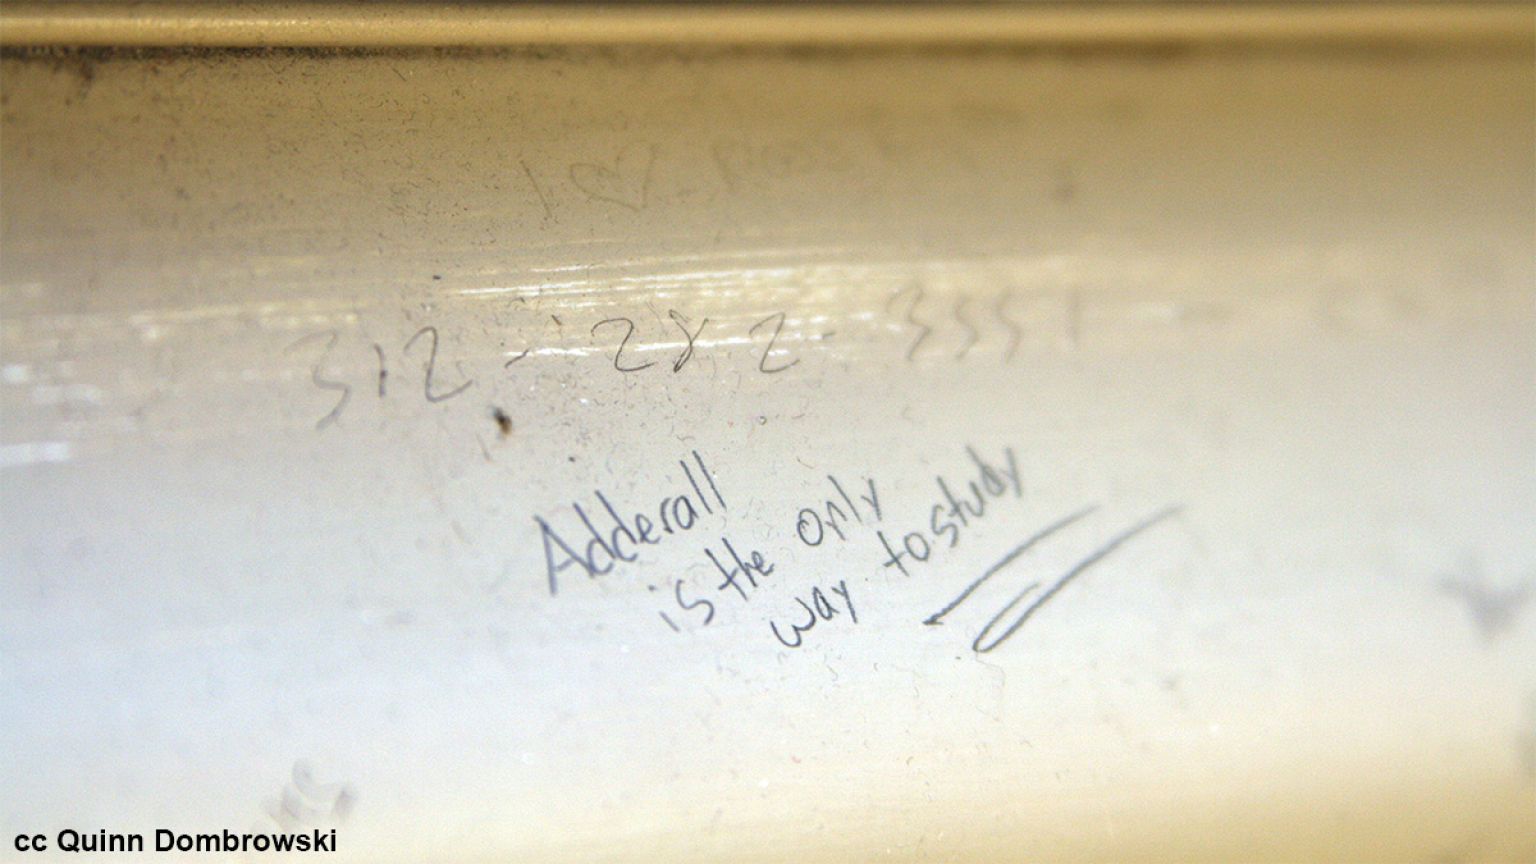 I ♡
312-282-3551
Adderall
is the only
way to study
cc Quinn Dombrowski